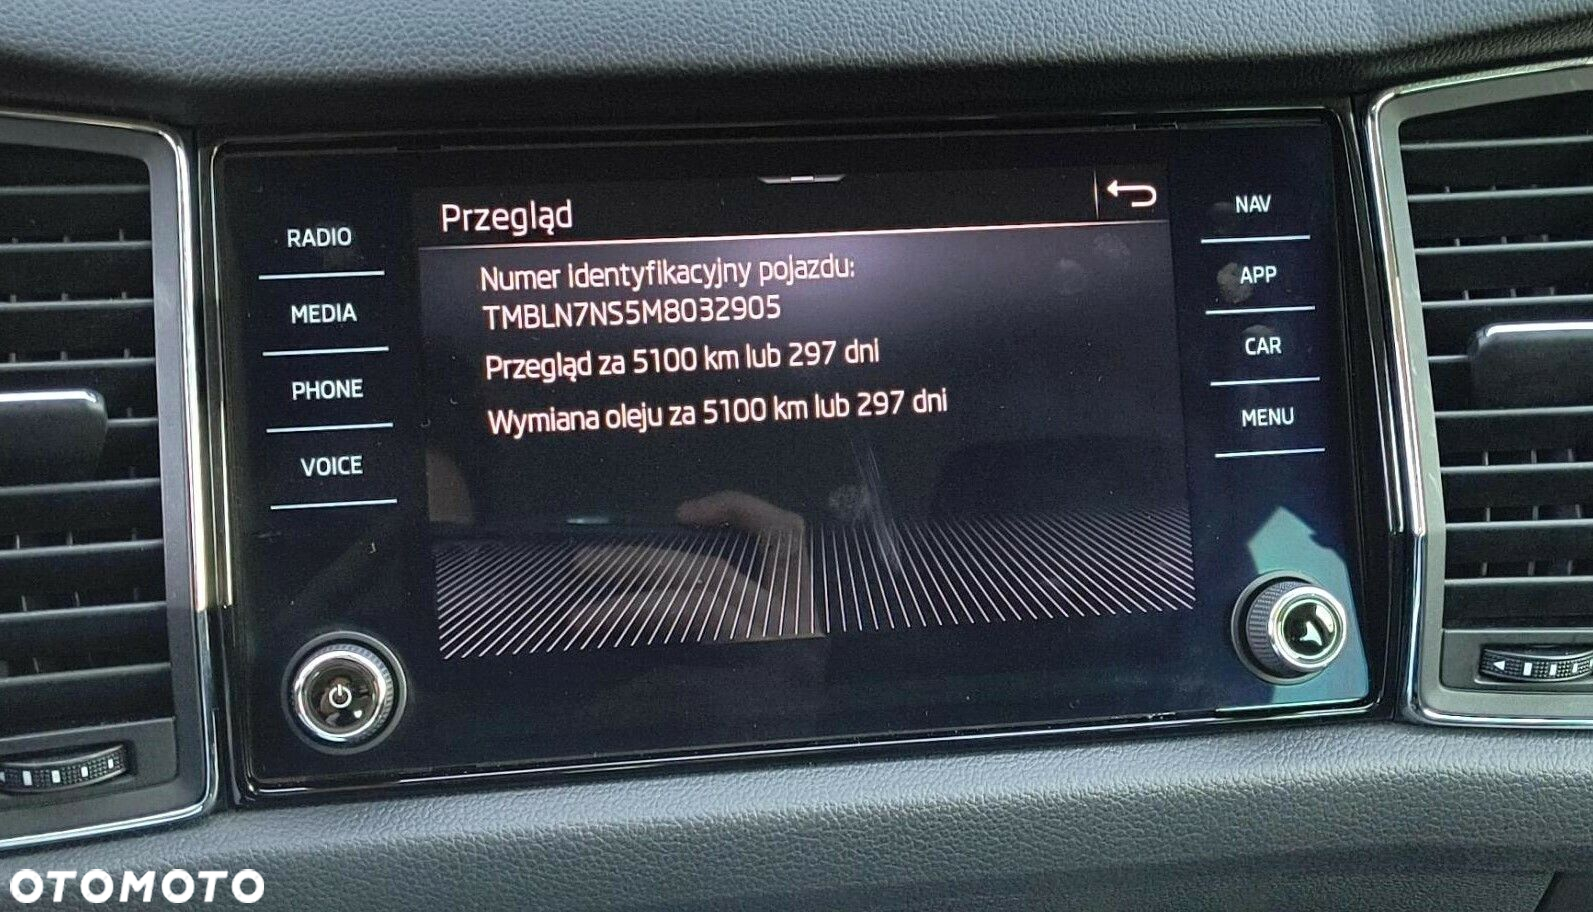 Przegląd
RADIO
MEDIA
PHONE
VOICE
Numer identyfikacyjny pojazdu:
TMBLN7NS5M8032905
Przegląd za 5100 km lub 297 dni
Wymiana oleju za 5100 km lub 297 dni
NAV
APP
CAR
MENU
OTOMOTO